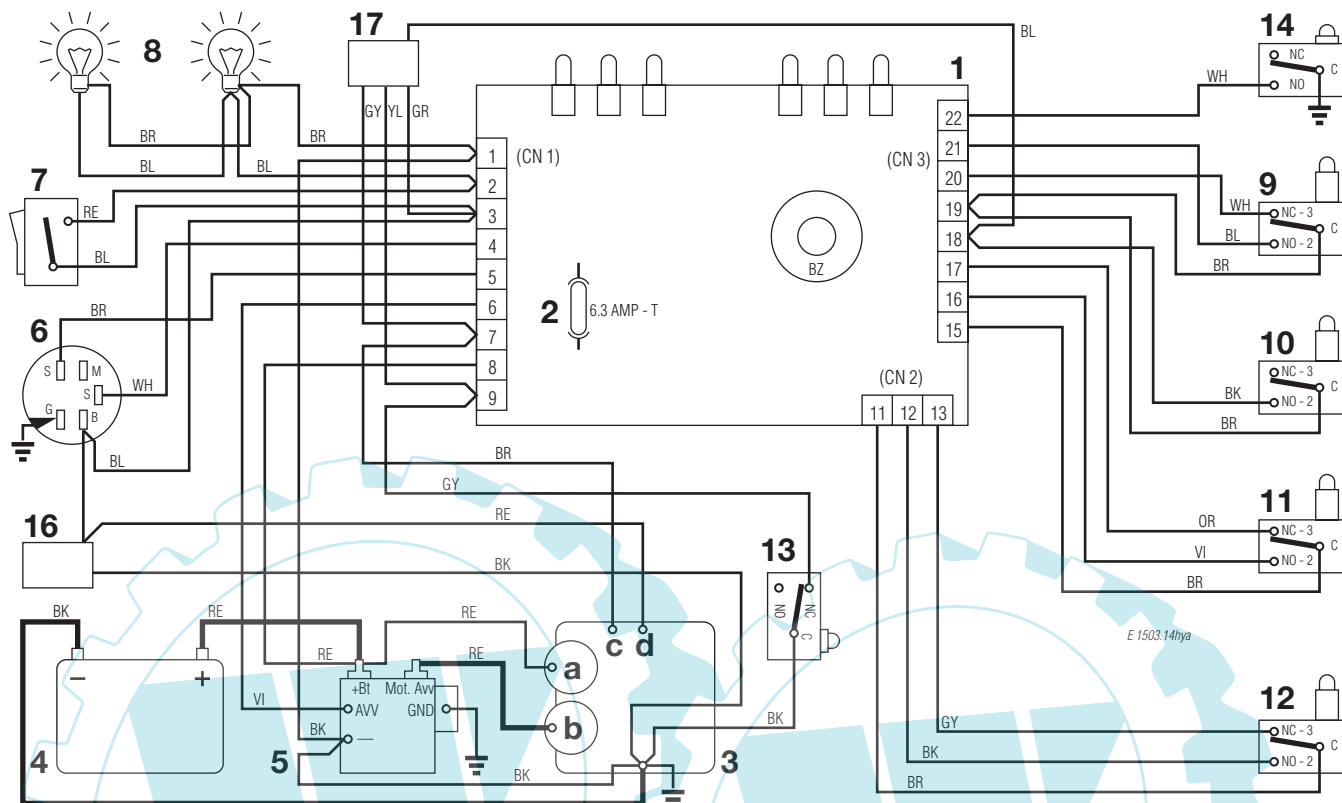 17
8
14
1
BL
NC
C
NO
WH
GY YL GR
22
BR
BR
1 (CN 1)
(CN 3)
21
BL
BL
2
20
7
9
RE
3
19
WH
NC - 3
C
BL
NO - 2
4
18
BL
BR
BZ
5
17
2
6.3 AMP - T
6
16
BR
6
7
15
10
S
M
8
NC - 3
C
(CN 2)
S
WH
9
BK
NO - 2
G
B
11 12 13
BR
BL
BR
GY
11
16
RE
OR
NC - 3
C
13
VI
NO - 2
BK
NO
NC
C
BR
BK
RE
RE
E 1503.14hya
c d
RE
RE
a
–
+
+Bt
Mot. Avv
12
VI
AVV
GND
b
BK
GY
NC - 3
C
BK
—
BK
NO - 2
4
5
BK
3
BR